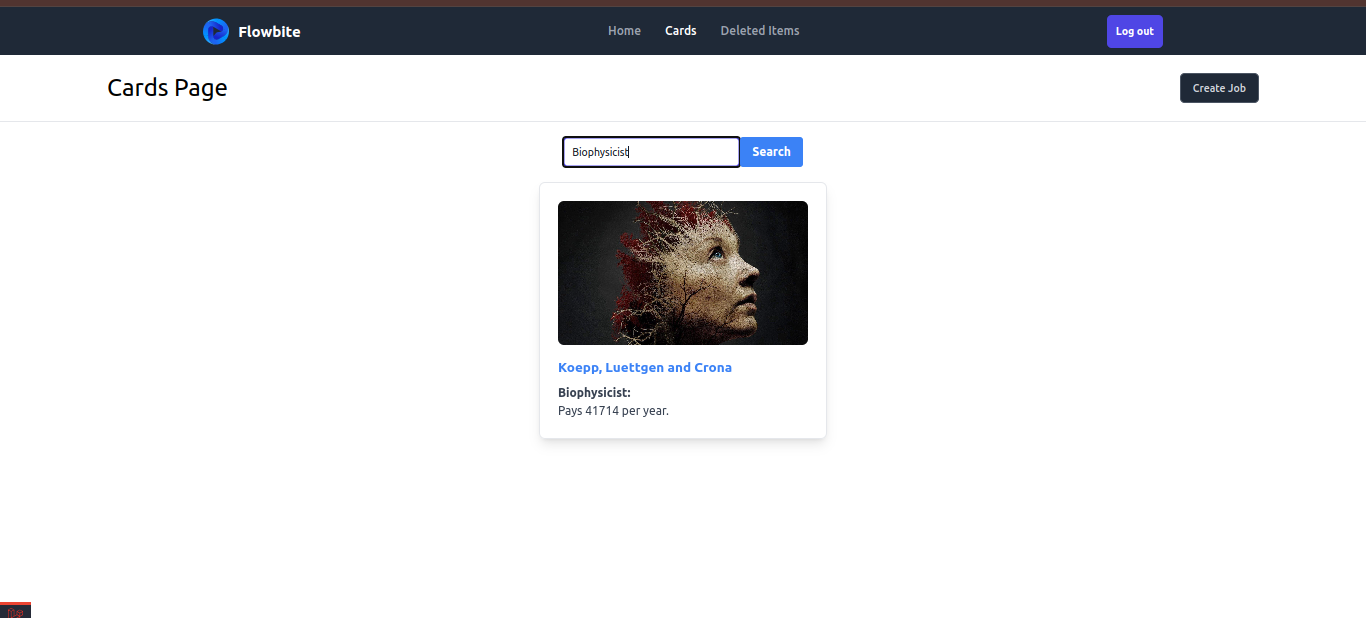 Flowbite
Home
Cards
Deleted Items
Log out
Cards Page
Create Job
Biophysicist
Search
Koepp, Luettgen and Crona
Biophysicist:
Pays 41714 per year.